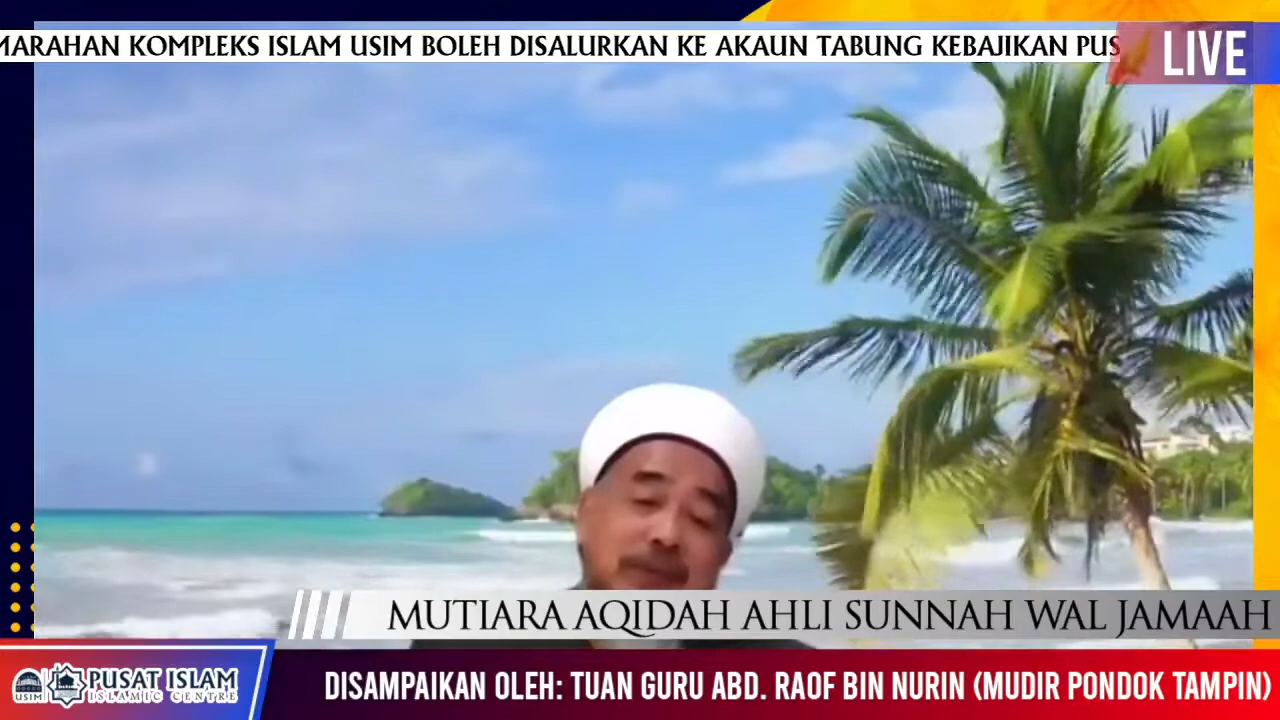 MARAHAN KOMPLEKS ISLAM USIM BOLEH DISALURKAN KE AKAUN TABUNG KEBAJIKAN PUS
LIVE
MUTIARA AQIDAH AHLI SUNNAH WAL JAMAAH
USIM
PUSAT ISLAM
ISLAMIC CENTRE
DISAMPAIKAN OLEH: TUAN GURU ABD. RAOF BIN NURIN (MUDIR PONDOK TAMPIN)